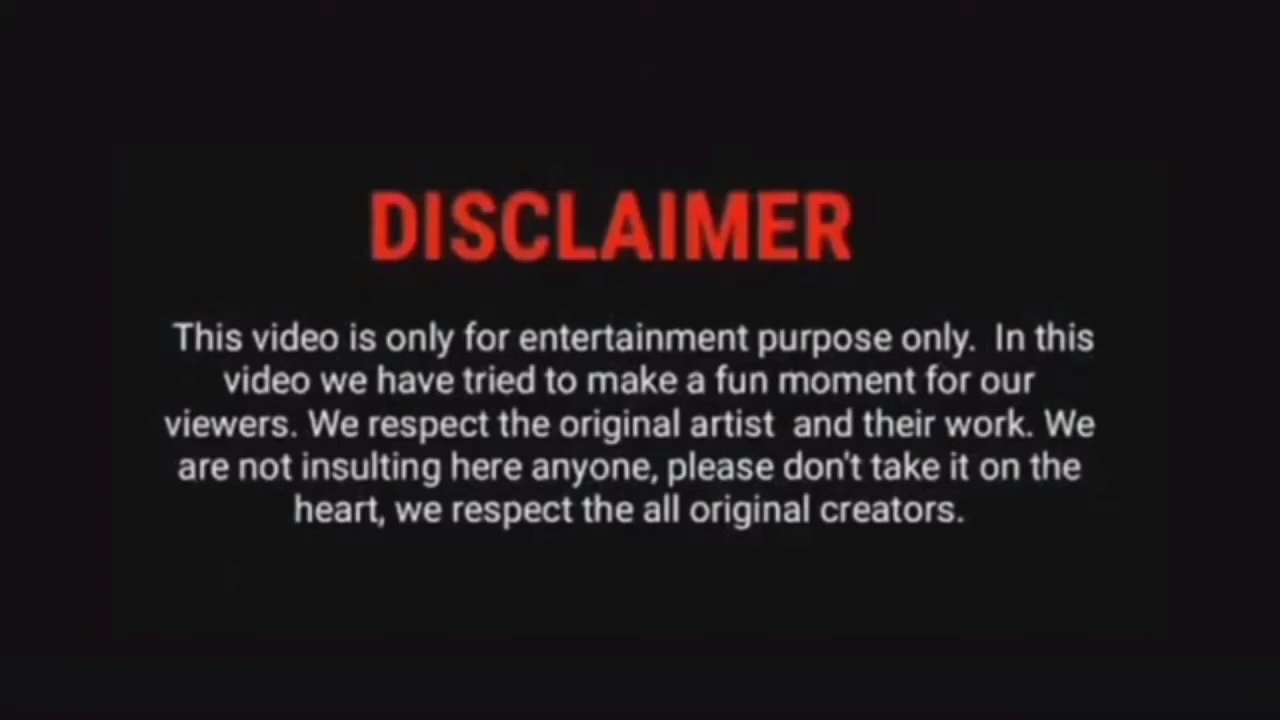 DISCLAIMER
This video is only for entertainment purpose only.  In this
video we have tried to make a fun moment for our
viewers. We respect the original artist  and their work. We
are not insulting here anyone, please don't take it on the
heart, we respect the all original creators.